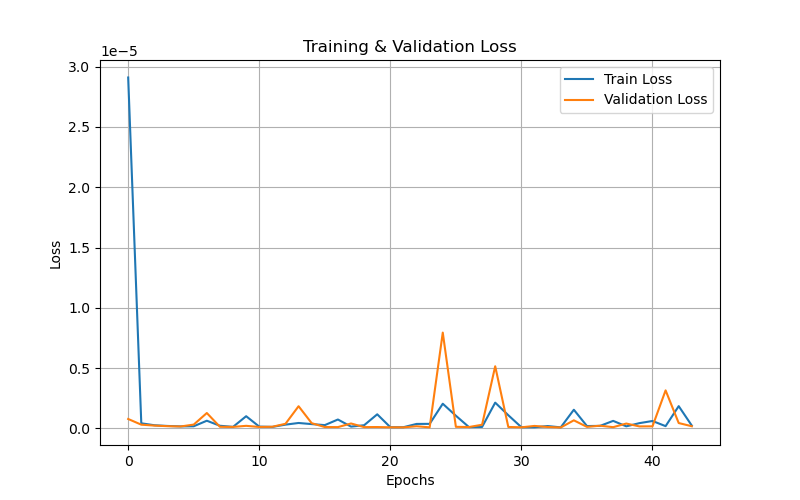 Training & Validation Loss
1e−5
3.0
2.5
2.0
1.5
1.0
0.5
0.0
Loss
Train Loss
Validation Loss
0
10
20
30
40
Epochs